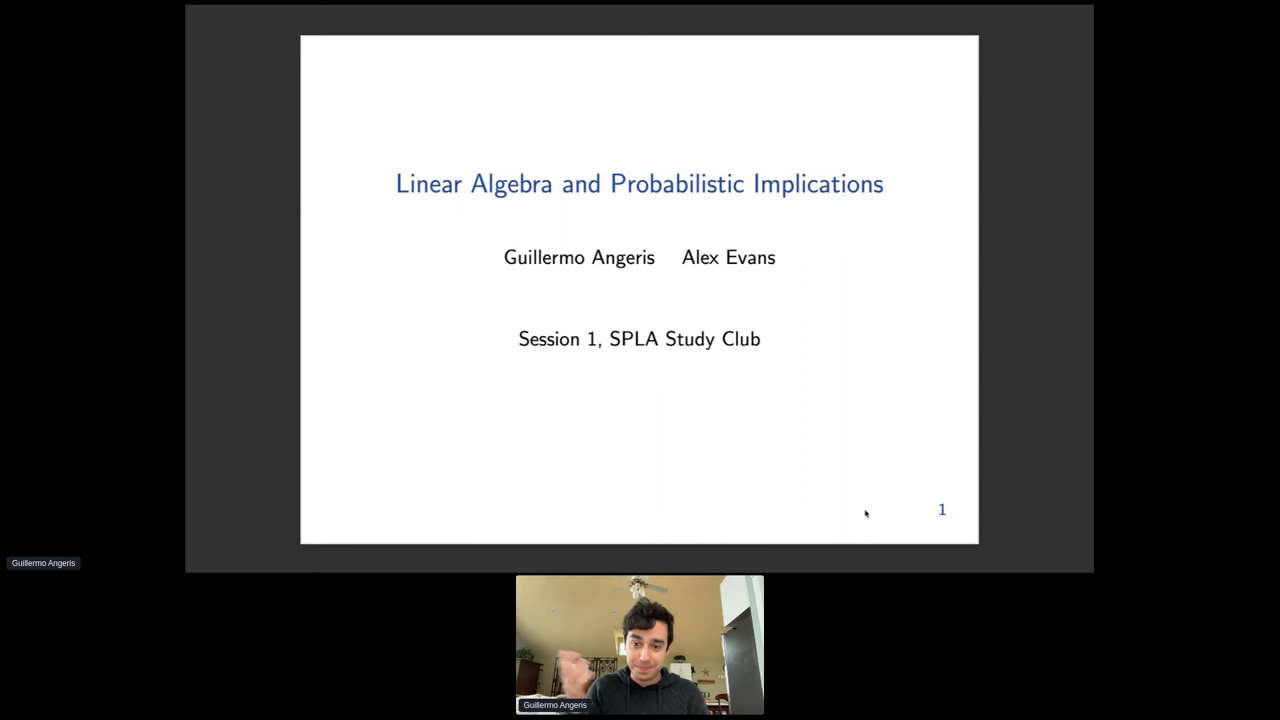 Linear Algebra and Probabilistic Implications
Guillermo Angeris Alex Evans
Session 1, SPLA Study Club
1
Guillermo Angeris
Guillermo Angeris